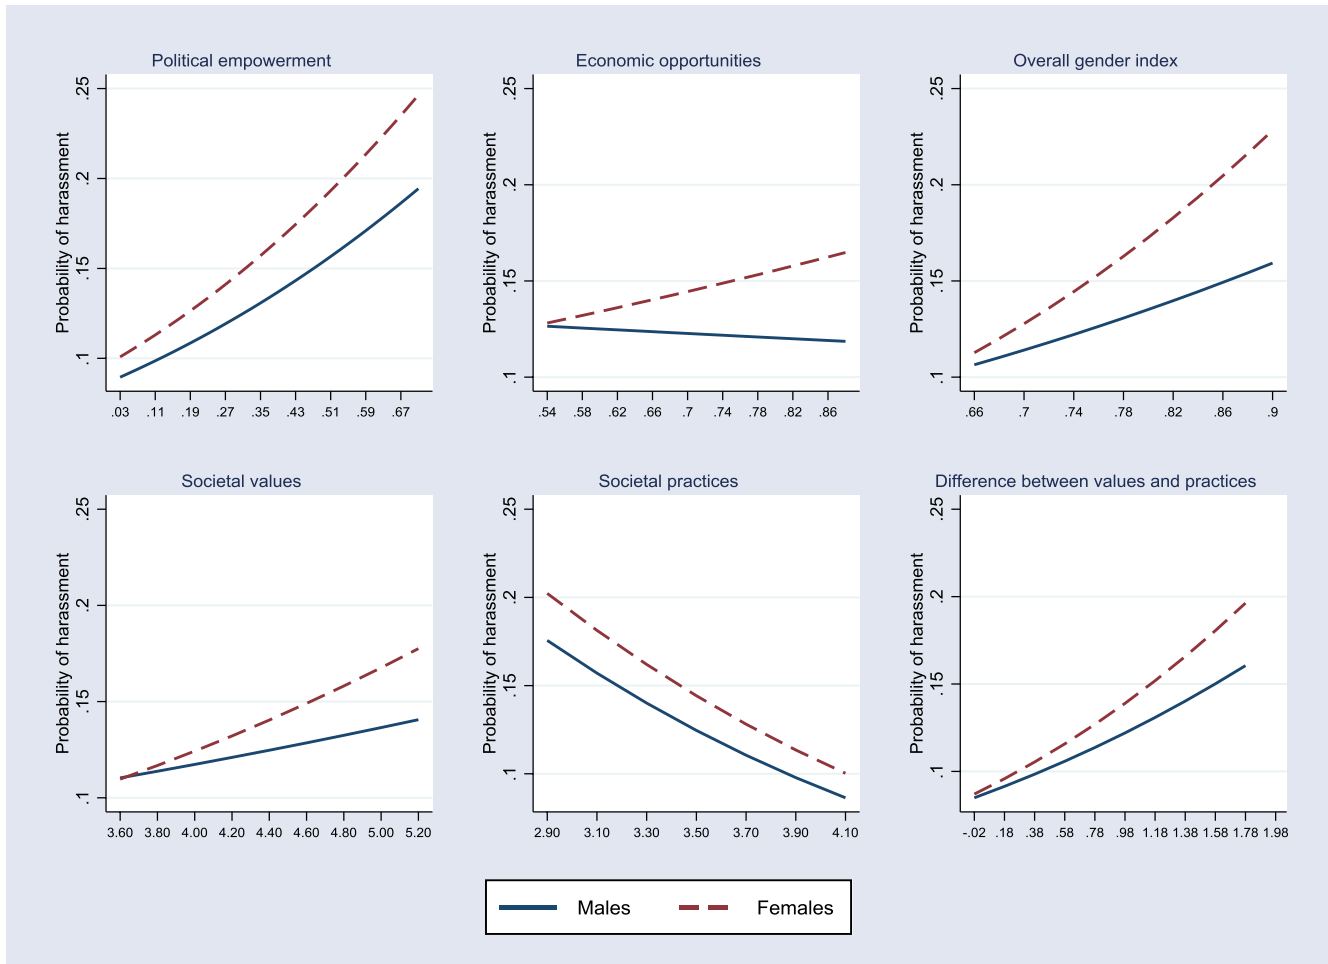 Political empowerment
Probability of harassment
.25
.2
.15
.1
.03 .11 .19 .27 .35 .43 .51 .59 .67
Economic opportunities
Probability of harassment
.25
.2
.15
.1
.54 .58 .62 .66 .7 .74 .78 .82 .86
Overall gender index
Probability of harassment
.25
.2
.15
.1
.66 .7 .74 .78 .82 .86 .9
Societal values
Probability of harassment
.25
.2
.15
.1
3.60 3.80 4.00 4.20 4.40 4.60 4.80 5.00 5.20
Societal practices
Probability of harassment
.25
.2
.15
.1
2.90 3.10 3.30 3.50 3.70 3.90 4.10
Difference between values and practices
Probability of harassment
.25
.2
.15
.1
-.02 .18 .38 .58 .78 .98 1.18 1.38 1.58 1.78 1.98
Males Females